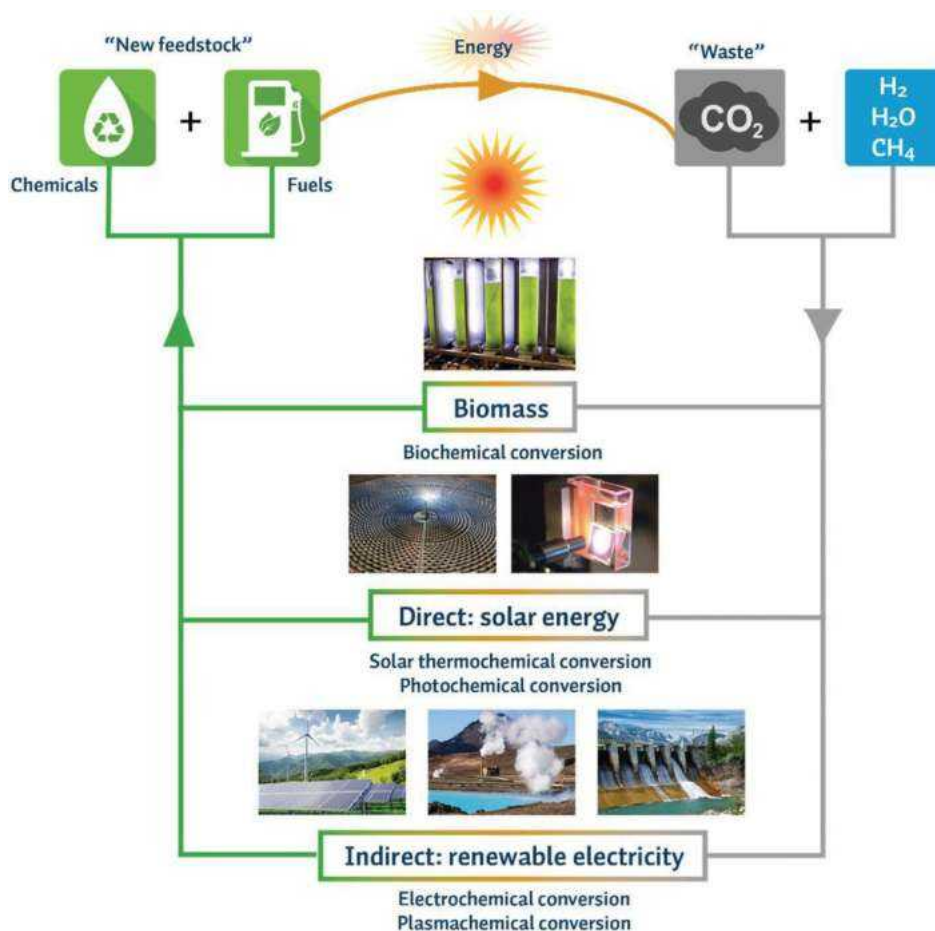 "New feedstock"
Energy
"Waste"
+
CO₂
+
H₂
H₂O
CH₄
Chemicals
Fuels
Biomass
Biochemical conversion
Direct: solar energy
Solar thermochemical conversion
Photochemical conversion
Indirect: renewable electricity
Electrochemical conversion
Plasmachemical conversion